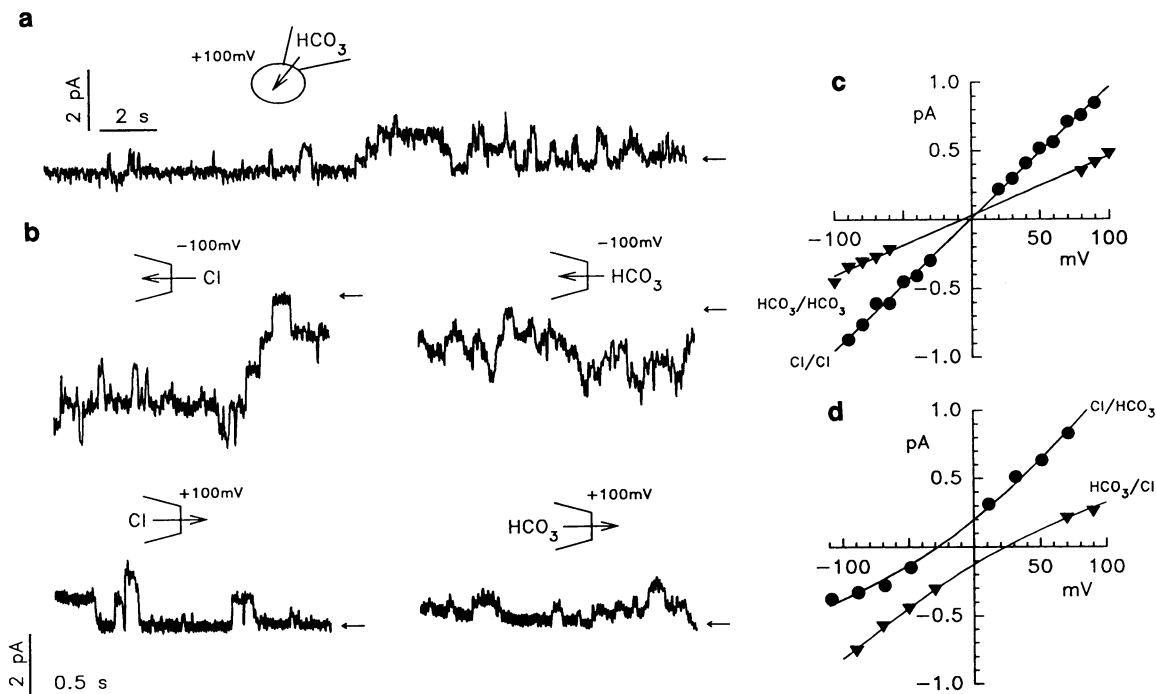 a
+100mV
HCO₃
2 pA
2 s
b
−100mV
Cl
−100mV
HCO₃
+100mV
Cl
+100mV
HCO₃
2 pA
0.5 s
c
1.0
pA
0.5
−100
50
100
mV
−0.5
HCO₃/HCO₃
Cl/Cl
−1.0
d
1.0
Cl/HCO₃
pA
0.5
HCO₃/Cl
−100
50
100
mV
−0.5
−1.0